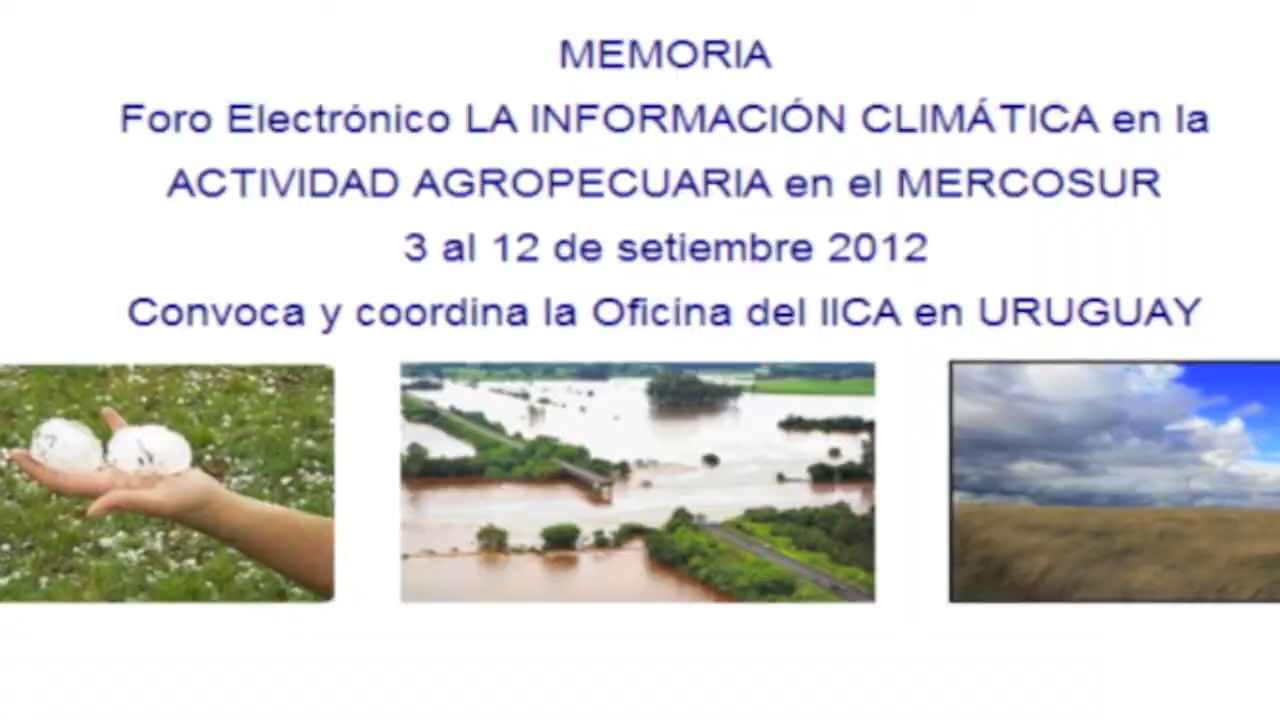 MEMORIA
Foro Electrónico LA INFORMACIÓN CLIMÁTICA en la
ACTIVIDAD AGROPECUARIA en el MERCOSUR
3 al 12 de setiembre 2012
Convoca y coordina la Oficina del IICA en URUGUAY